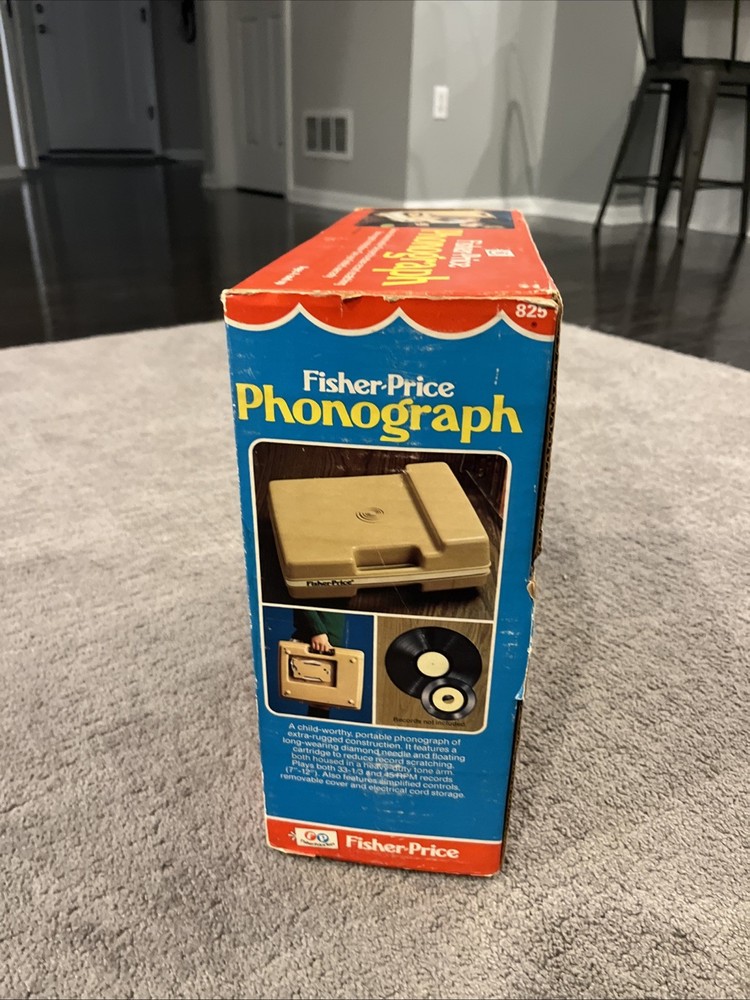 Fisher-Price
Phonograph
825
Fisher-Price
Phonograph
Fisher-Price
Records not included
A child-worthy, portable phonograph of
extra-rugged construction. It features a
long-wearing diamond needle and floating
cartridge to reduce record scratching,
both housed in a heavy-duty tone arm.
Plays both 33-1/3 and 45 RPM records
(7"-12"). Also features simplified controls,
removable cover and electrical cord storage.
Fisher-Price